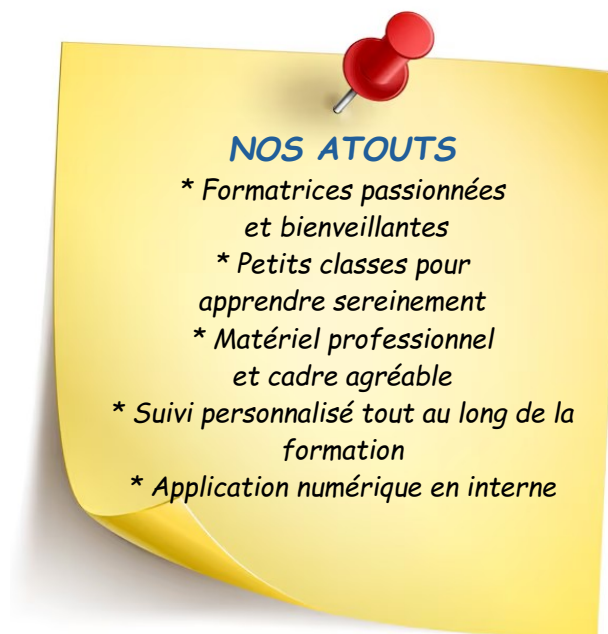 NOS ATOUTS
* Formatrices passionnées
et bienveillantes
* Petits classes pour
apprendre sereinement
* Matériel professionnel
et cadre agréable
* Suivi personnalisé tout au long de la
formation
* Application numérique en interne